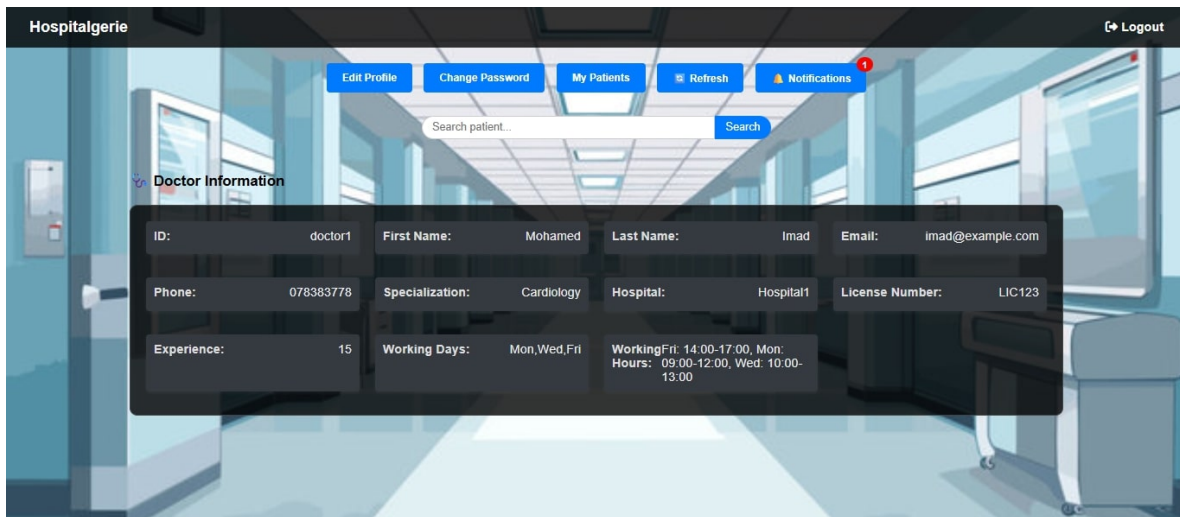 Hospitalgerie
Logout
Edit Profile
Change Password
My Patients
Refresh
Notifications
1
Search patient...
Search
Doctor Information
ID: doctor1
First Name: Mohamed
Last Name: Imad
Email: imad@example.com
Phone: 078383778
Specialization: Cardiology
Hospital: Hospital1
License Number: LIC123
Experience: 15
Working Days: Mon,Wed,Fri
Working Hours: Fri: 14:00-17:00, Mon:
09:00-12:00, Wed: 10:00-
13:00